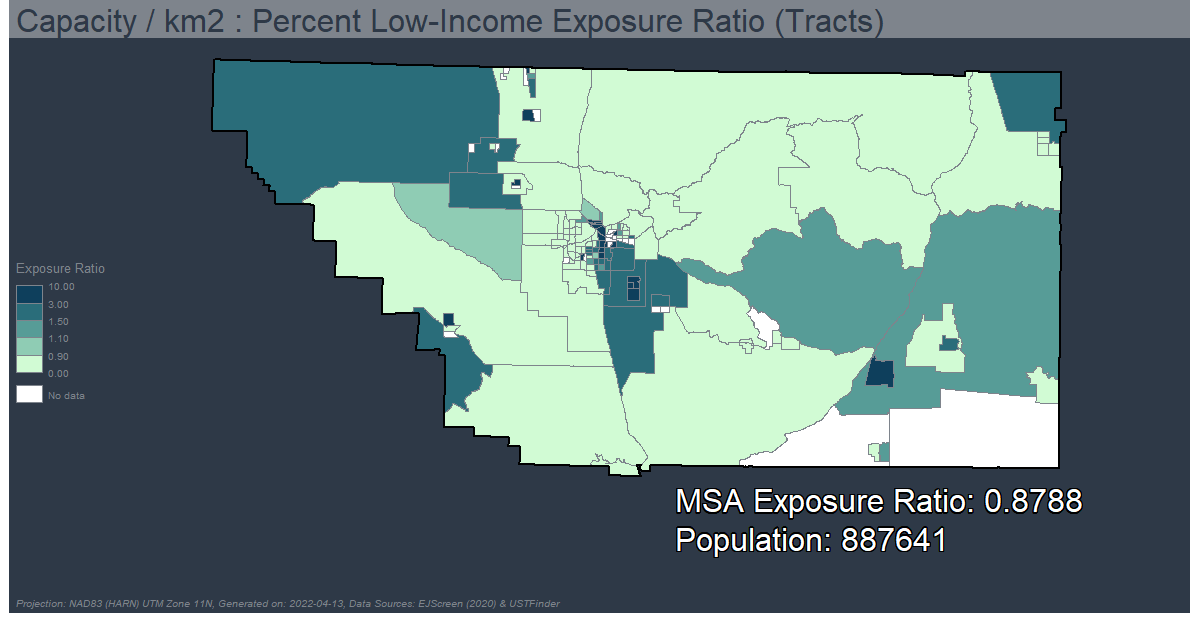 Capacity / km2 : Percent Low-Income Exposure Ratio (Tracts)
Exposure Ratio
10.00
3.00
1.50
1.10
0.90
0.00
No data
MSA Exposure Ratio: 0.8788
Population: 887641
Projection: NAD83 (HARN) UTM Zone 11N, Generated on: 2022-04-13, Data Sources: EJScreen (2020) & USTFinder